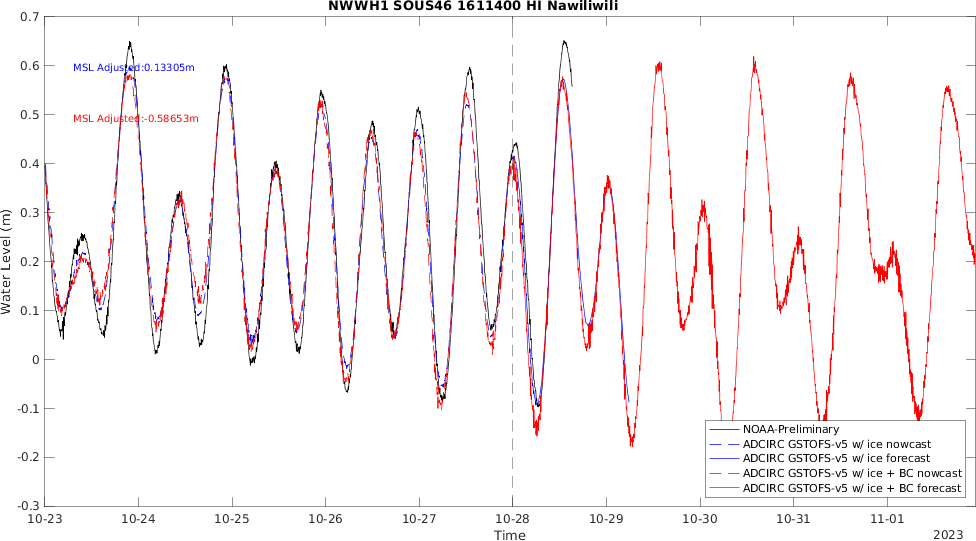 NWWH1 SOUS46 1611400 HI Nawiliwili
0.7
0.6
0.5
0.4
0.3
0.2
0.1
0
-0.1
-0.2
-0.3
Water Level (m)
MSL Adjusted:0.13305m
MSL Adjusted:-0.58653m
NOAA-Preliminary
ADCIRC GSTOFS-v5 w/ ice nowcast
ADCIRC GSTOFS-v5 w/ ice forecast
ADCIRC GSTOFS-v5 w/ ice + BC nowcast
ADCIRC GSTOFS-v5 w/ ice + BC forecast
10-23 10-24 10-25 10-26 10-27 10-28 10-29 10-30 10-31 11-01
Time
2023